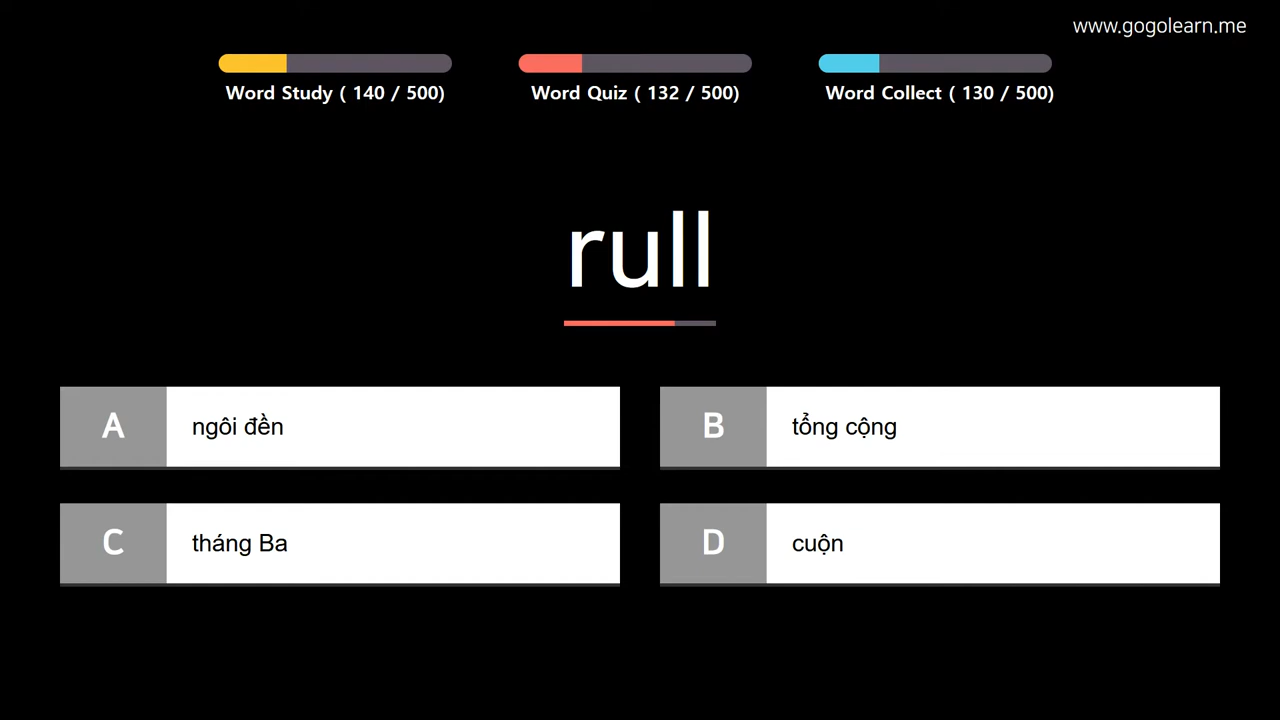 www.gogolearn.me
Word Study ( 140 / 500)
Word Quiz ( 132 / 500)
Word Collect ( 130 / 500)
rull
A
ngôi đền
B
tổng cộng
C
tháng Ba
D
cuộn